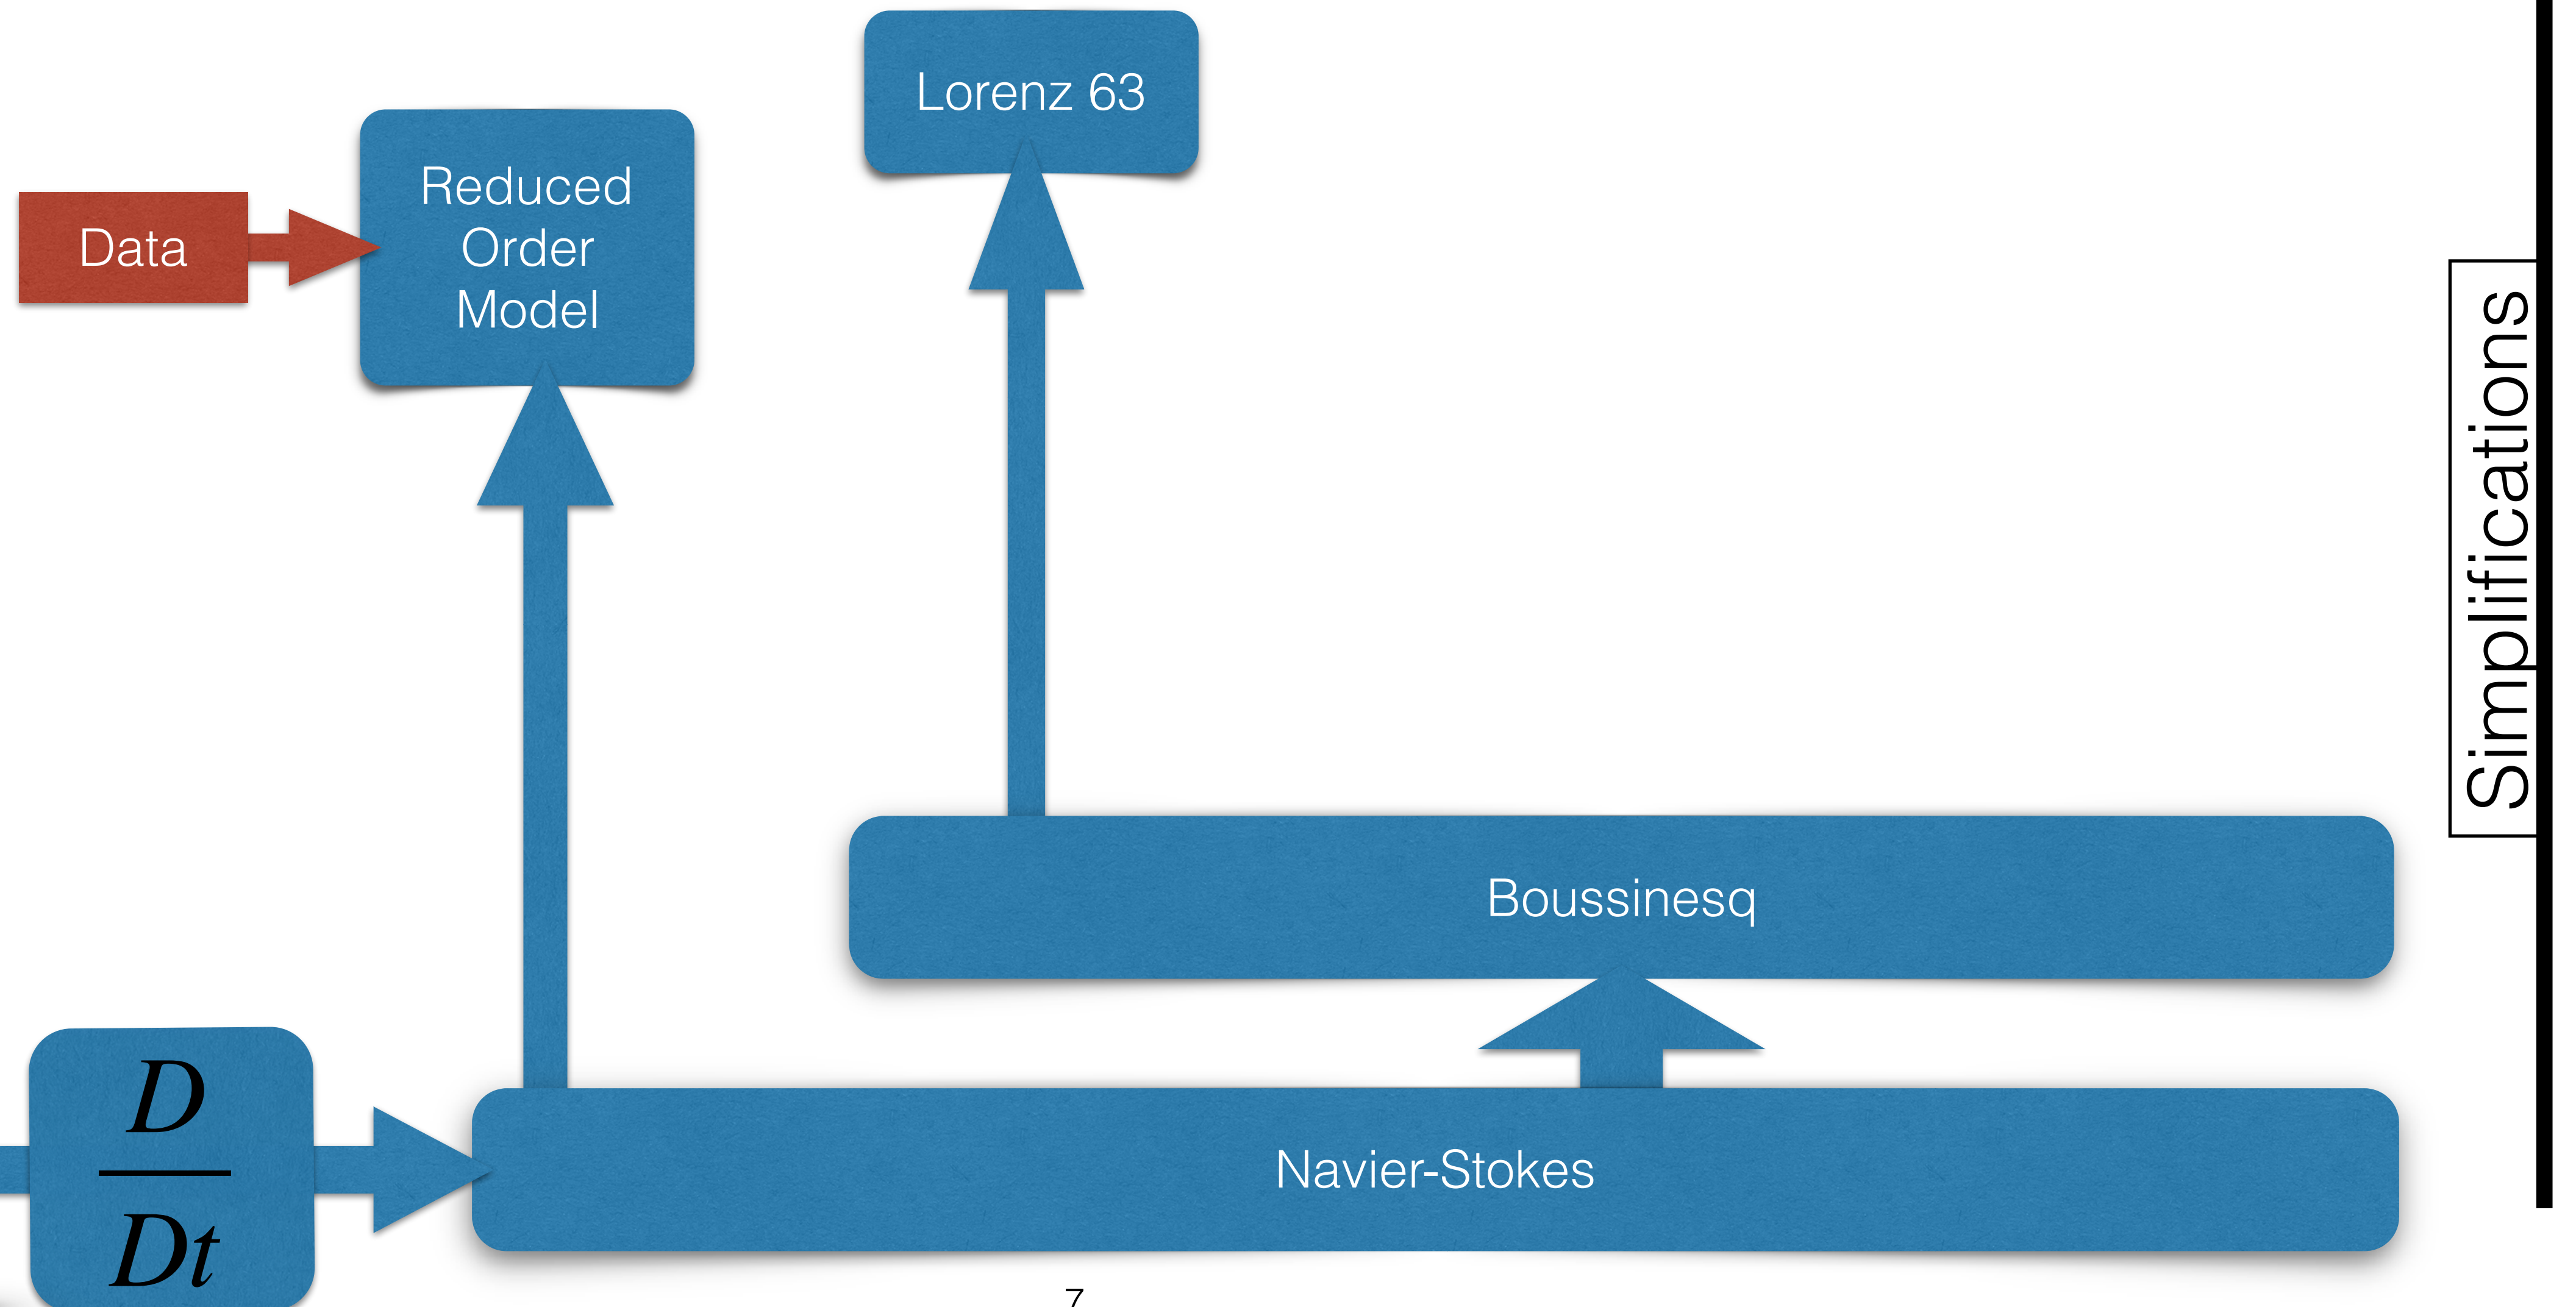 Lorenz 63
Reduced
Order
Model
Data
Simplifications
Boussinesq
D
Dt
Navier-Stokes
7